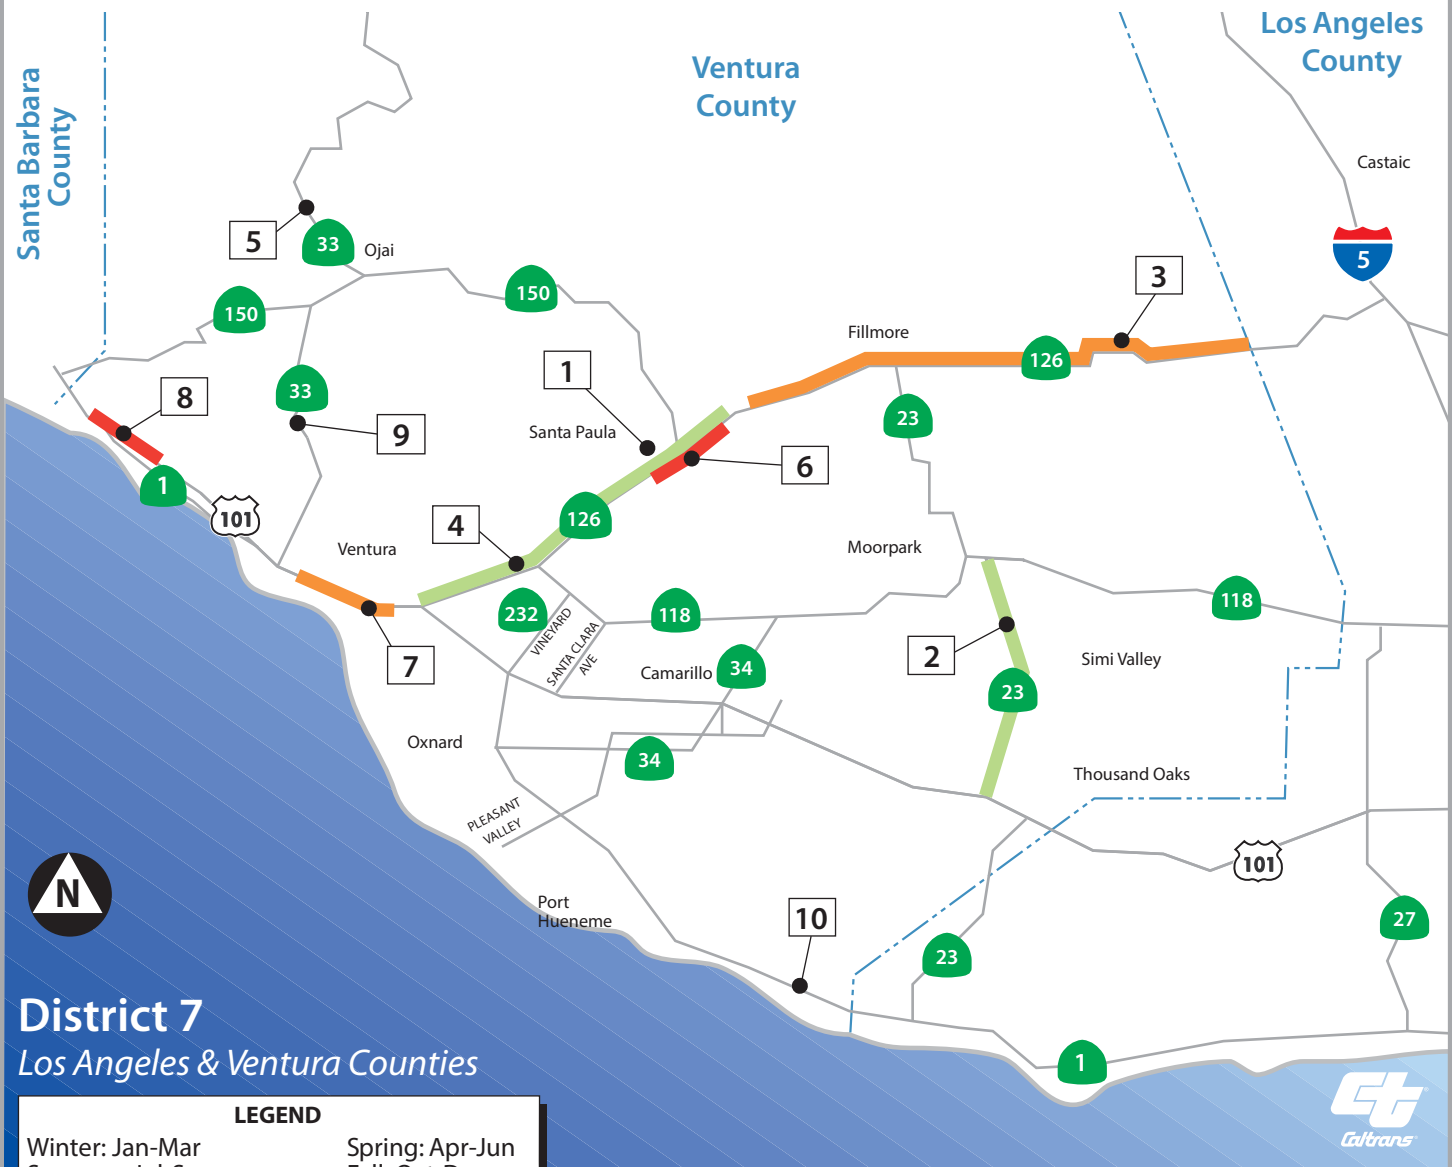 Los Angeles
County
Ventura
County
Santa Barbara
County
Castaic
5
5
33
Ojai
3
150
150
Fillmore
126
1
8
33
23
Santa Paula
9
6
1
101
4
126
Ventura
Moorpark
232
VINEYARD
SANTA CLARA
AVE
118
118
7
Camarillo
34
2
Simi Valley
23
Oxnard
34
Thousand Oaks
PLEASANT
VALLEY
101
N
Port
Hueneme
10
27
23
District 7
Los Angeles & Ventura Counties
1
LEGEND
Winter: Jan-Mar
Spring: Apr-Jun
Caltrans